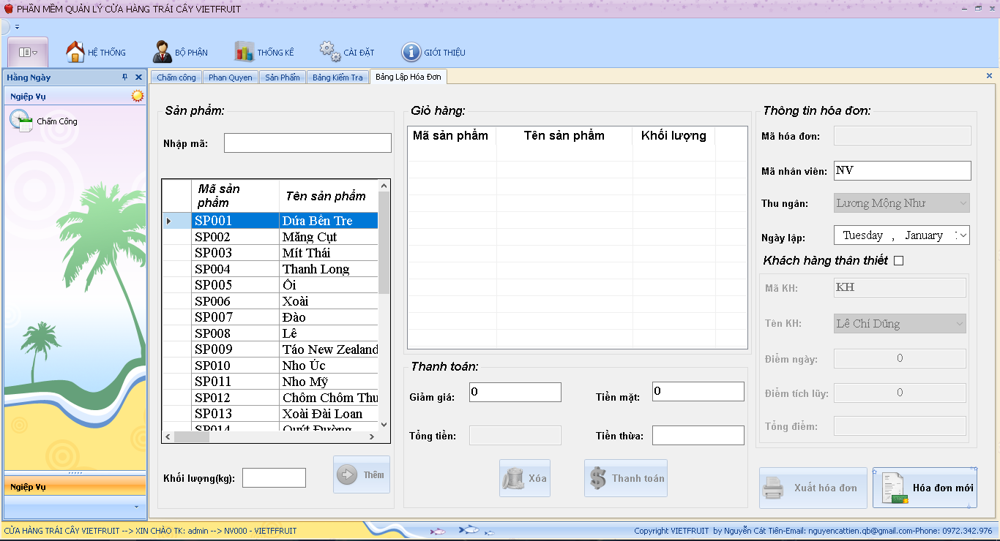 PHẦN MỀM QUẢN LÝ CỬA HÀNG TRÁI CÂY VIETFRUIT
HỆ THỐNG
BỘ PHẬN
THỐNG KÊ
CÀI ĐẶT
GIỚI THIỆU
Hằng Ngày
Chấm công
Phan Quyen
Sản Phẩm
Bảng Kiểm Tra
Bảng Lập Hóa Đơn
Ngiệp Vụ
Chấm Công
Sản phẩm:
Nhập mã:
Mã sản phẩm Tên sản phẩm
SP001 Dứa Bến Tre
SP002 Măng Cụt
SP003 Mít Thái
SP004 Thanh Long
SP005 Ổi
SP006 Xoài
SP007 Đào
SP008 Lê
SP009 Táo New Zealand
SP010 Nho Úc
SP011 Nho Mỹ
SP012 Chôm Chôm Thu
SP013 Xoài Đài Loan
SP014 Quýt Đường
Khối lượng(kg):
Thêm
Giỏ hàng:
Mã sản phẩm Tên sản phẩm Khối lượng
Thanh toán:
Giảm giá: 0
Tiền mặt: 0
Tổng tiền:
Tiền thừa:
Xóa
Thanh toán
Thông tin hóa đơn:
Mã hóa đơn:
Mã nhân viên: NV
Thu ngân: Lương Mộng Như
Ngày lập: Tuesday , January
Khách hàng thân thiết
Mã KH: KH
Tên KH: Lê Chí Dũng
Điểm ngày: 0
Điểm tích lũy: 0
Tổng điểm:
Xuất hóa đơn
Hóa đơn mới
Ngiệp Vụ
CỬA HÀNG TRÁI CÂY VIETFRUIT --> XIN CHÀO TK: admin --> NV000 - VIETFFRUIT
Copyright VIETFRUIT by Nguyễn Cát Tiên-Email: nguyencattien.qb@gmail.com-Phone: 0972.342.976